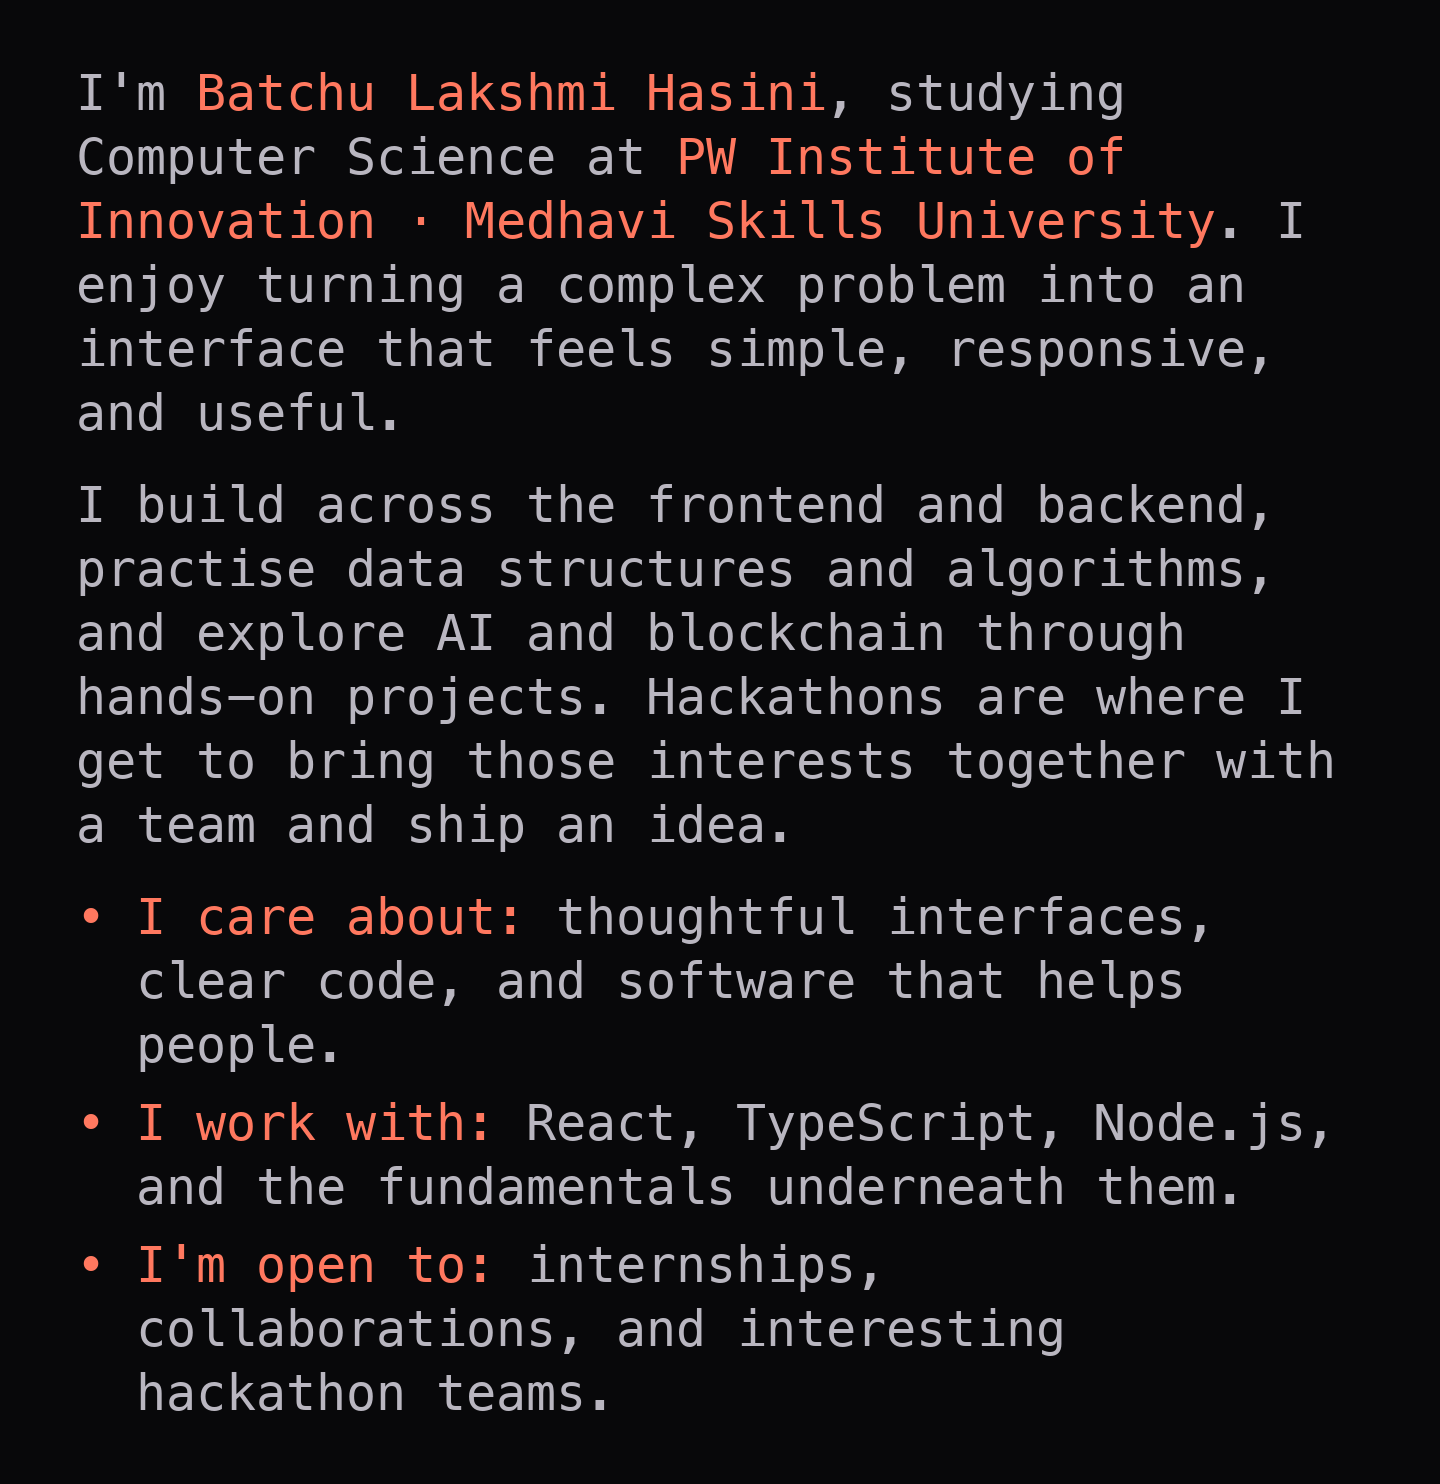 I'm Batchu Lakshmi Hasini, studying
Computer Science at PW Institute of
Innovation · Medhavi Skills University. I
enjoy turning a complex problem into an
interface that feels simple, responsive,
and useful.
I build across the frontend and backend,
practise data structures and algorithms,
and explore AI and blockchain through
hands-on projects. Hackathons are where I
get to bring those interests together with
a team and ship an idea.
• I care about: thoughtful interfaces,
clear code, and software that helps
people.
• I work with: React, TypeScript, Node.js,
and the fundamentals underneath them.
• I'm open to: internships,
collaborations, and interesting
hackathon teams.